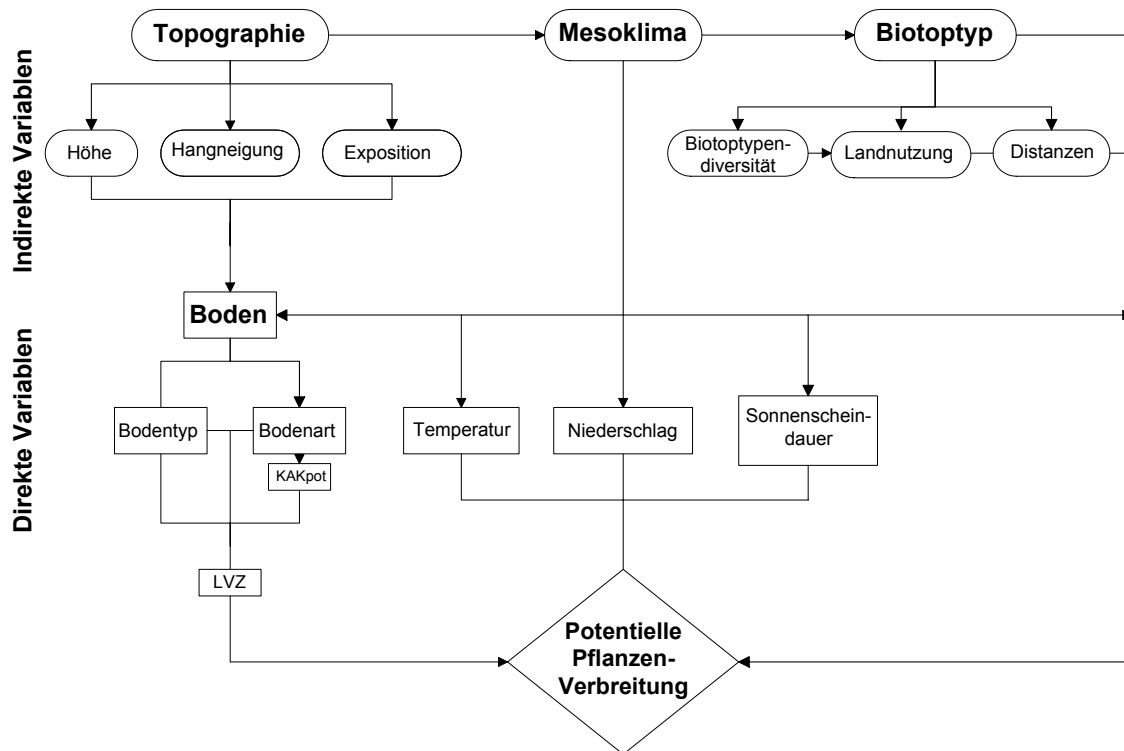 Indirekte Variablen
Topographie
Mesoklima
Biotoptyp
Höhe
Hangneigung
Exposition
Biotoptypen-
diversität
Landnutzung
Distanzen
Direkte Variablen
Boden
Bodentyp
Bodenart
KAKpot
LVZ
Temperatur
Niederschlag
Sonnenschein-
dauer
Potentielle
Pflanzen-
Verbreitung